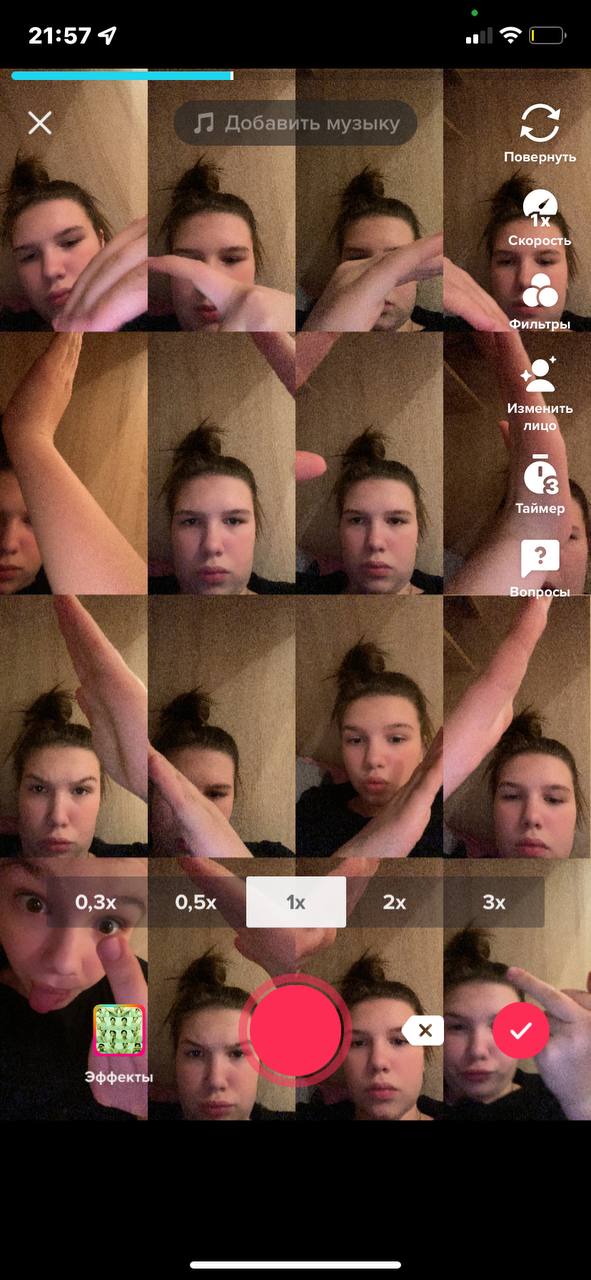 21:57
Добавить музыку
Повернуть
1x
Скорость
Фильтры
Изменить
лицо
3
Таймер
?
Вопросы
0,3x 0,5x 1x 2x 3x
Эффекты